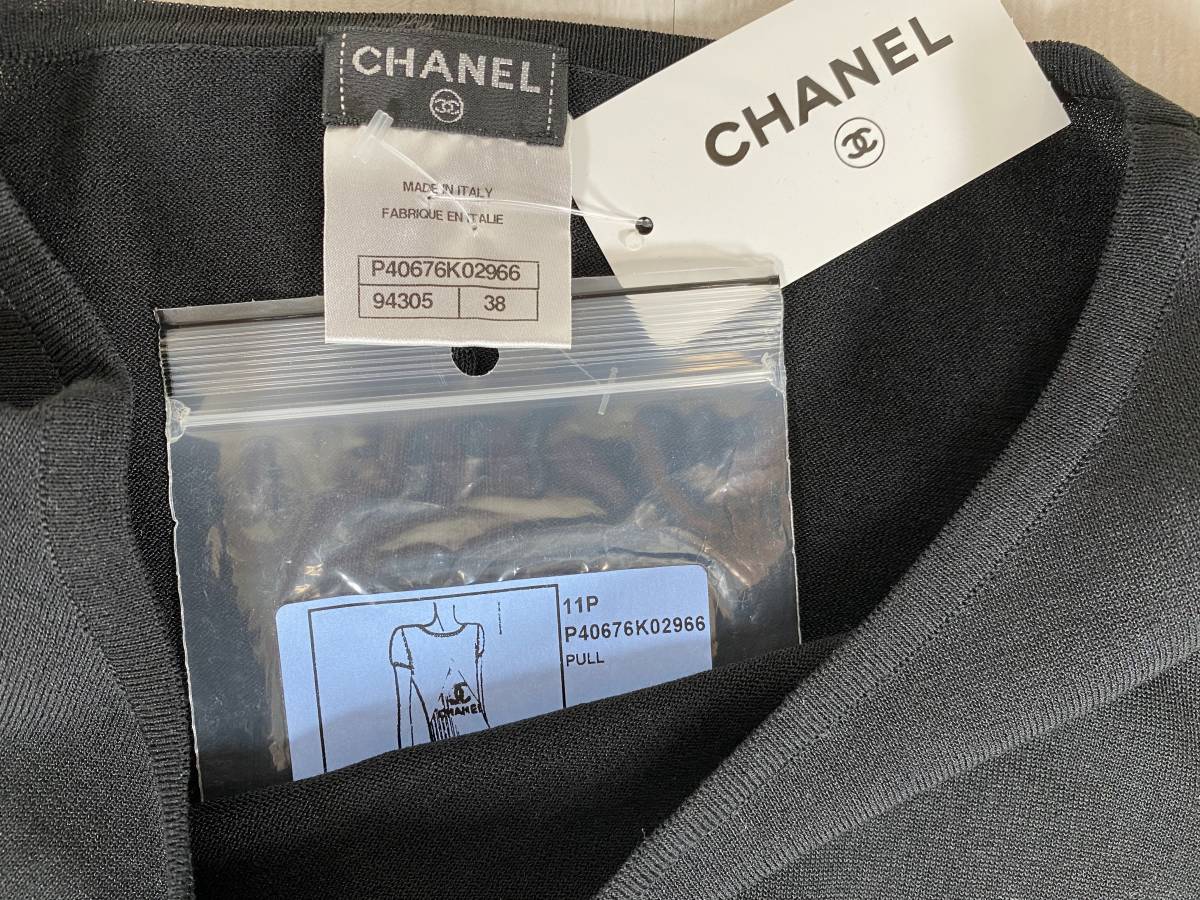 CHANEL
MADE IN ITALY
FABRIQUE EN ITALIE
P40676K02966
94305 38
CHANEL
11P
P40676K02966
PULL
CHANEL